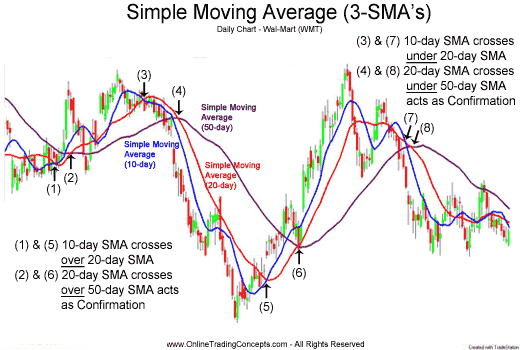 Simple Moving Average (3-SMA's)
Daily Chart - Wal-Mart (WMT)
(3) & (7) 10-day SMA crosses
under 20-day SMA
(4) & (8) 20-day SMA crosses
under 50-day SMA
acts as Confirmation
(3)
(4)
Simple Moving
Average
(50-day)
(7)
(8)
Simple Moving
Average
(10-day)
Simple Moving
Average
(20-day)
(1)
(2)
(1) & (5) 10-day SMA crosses
over 20-day SMA
(2) & (6) 20-day SMA crosses
over 50-day SMA acts
as Confirmation
(6)
(5)
www.OnlineTradingConcepts.com - All Rights Reserved
Created with TradeStation